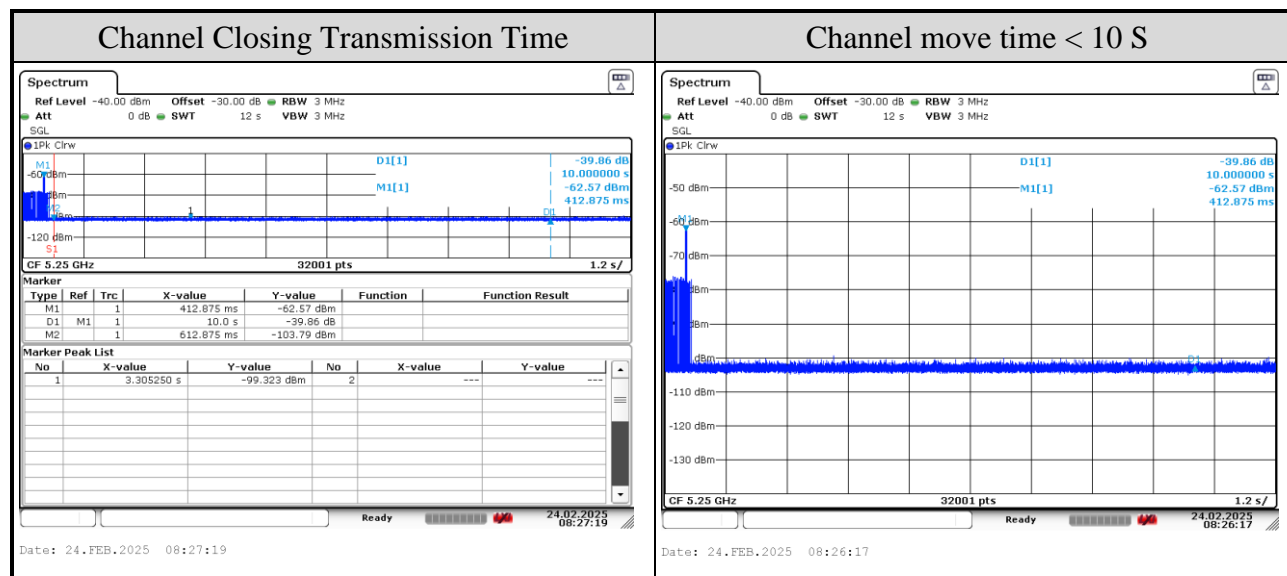 Channel Closing Transmission Time
Channel move time < 10 S
Spectrum
Ref Level -40.00 dBm Offset -30.00 dB RBW 3 MHz
Att 0 dB SWT 12 s VBW 3 MHz
SGL
1Pk Clrw
D1[1] -39.86 dB
10.000000 s
M1[1] -62.57 dBm
412.875 ms
M1
-60 dBm
M2
1
D1
-120 dBm
S1
CF 5.25 GHz 32001 pts 1.2 s/
Marker
Type Ref Trc X-value Y-value Function Function Result
M1 1 412.875 ms -62.57 dBm
D1 M1 1 10.0 s -39.86 dB
M2 1 612.875 ms -103.79 dBm
Marker Peak List
No X-value Y-value No X-value Y-value
1 3.305250 s -99.323 dBm 2 --- ---
Ready 24.02.2025
08:27:19
Date: 24.FEB.2025 08:27:19
Spectrum
Ref Level -40.00 dBm Offset -30.00 dB RBW 3 MHz
Att 0 dB SWT 12 s VBW 3 MHz
SGL
1Pk Clrw
D1[1] -39.86 dB
10.000000 s
M1[1] -62.57 dBm
412.875 ms
-50 dBm
M1
-60 dBm
-70 dBm
dBm
dBm
dBm
D1
-110 dBm
-120 dBm
-130 dBm
CF 5.25 GHz 32001 pts 1.2 s/
Ready 24.02.2025
08:26:17
Date: 24.FEB.2025 08:26:17